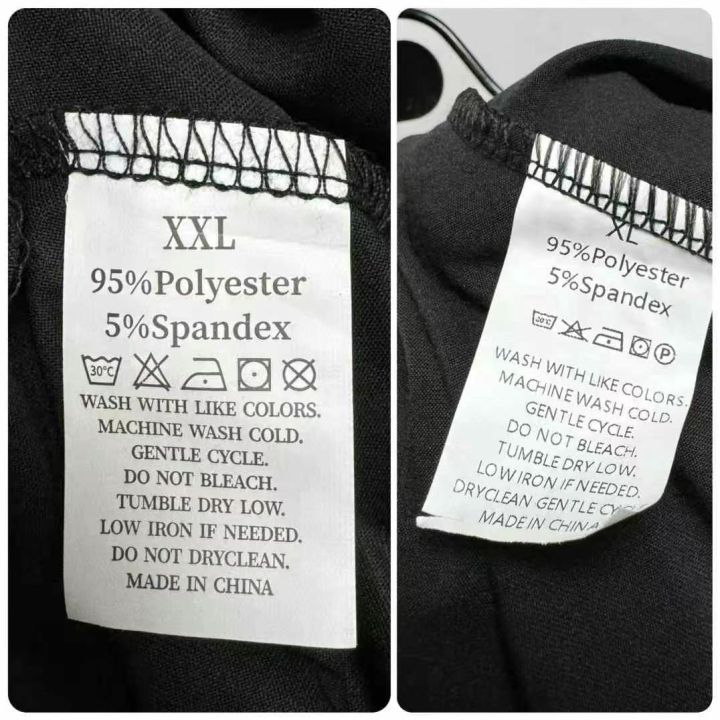 XXL
95%Polyester
5%Spandex
30°C
WASH WITH LIKE COLORS.
MACHINE WASH COLD.
GENTLE CYCLE.
DO NOT BLEACH.
TUMBLE DRY LOW.
LOW IRON IF NEEDED.
DO NOT DRYCLEAN.
MADE IN CHINA
XL
95%Polyester
5%Spandex
30°C P
WASH WITH LIKE COLORS.
MACHINE WASH COLD.
GENTLE CYCLE.
DO NOT BLEACH.
TUMBLE DRY LOW.
LOW IRON IF NEEDED.
DRYCLEAN GENTLE
MADE IN CHINA